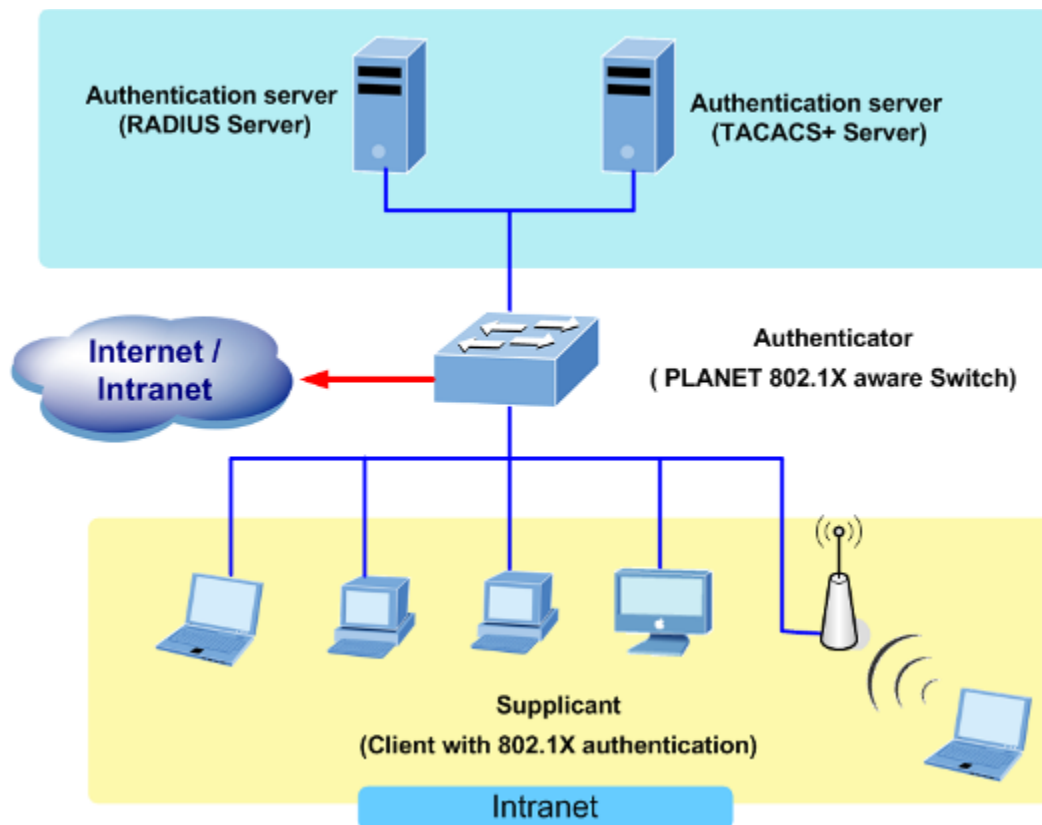 Authentication server
(RADIUS Server)
Authentication server
(TACACS+ Server)
Internet /
Intranet
Authenticator
( PLANET 802.1X aware Switch)
Supplicant
(Client with 802.1X authentication)
Intranet